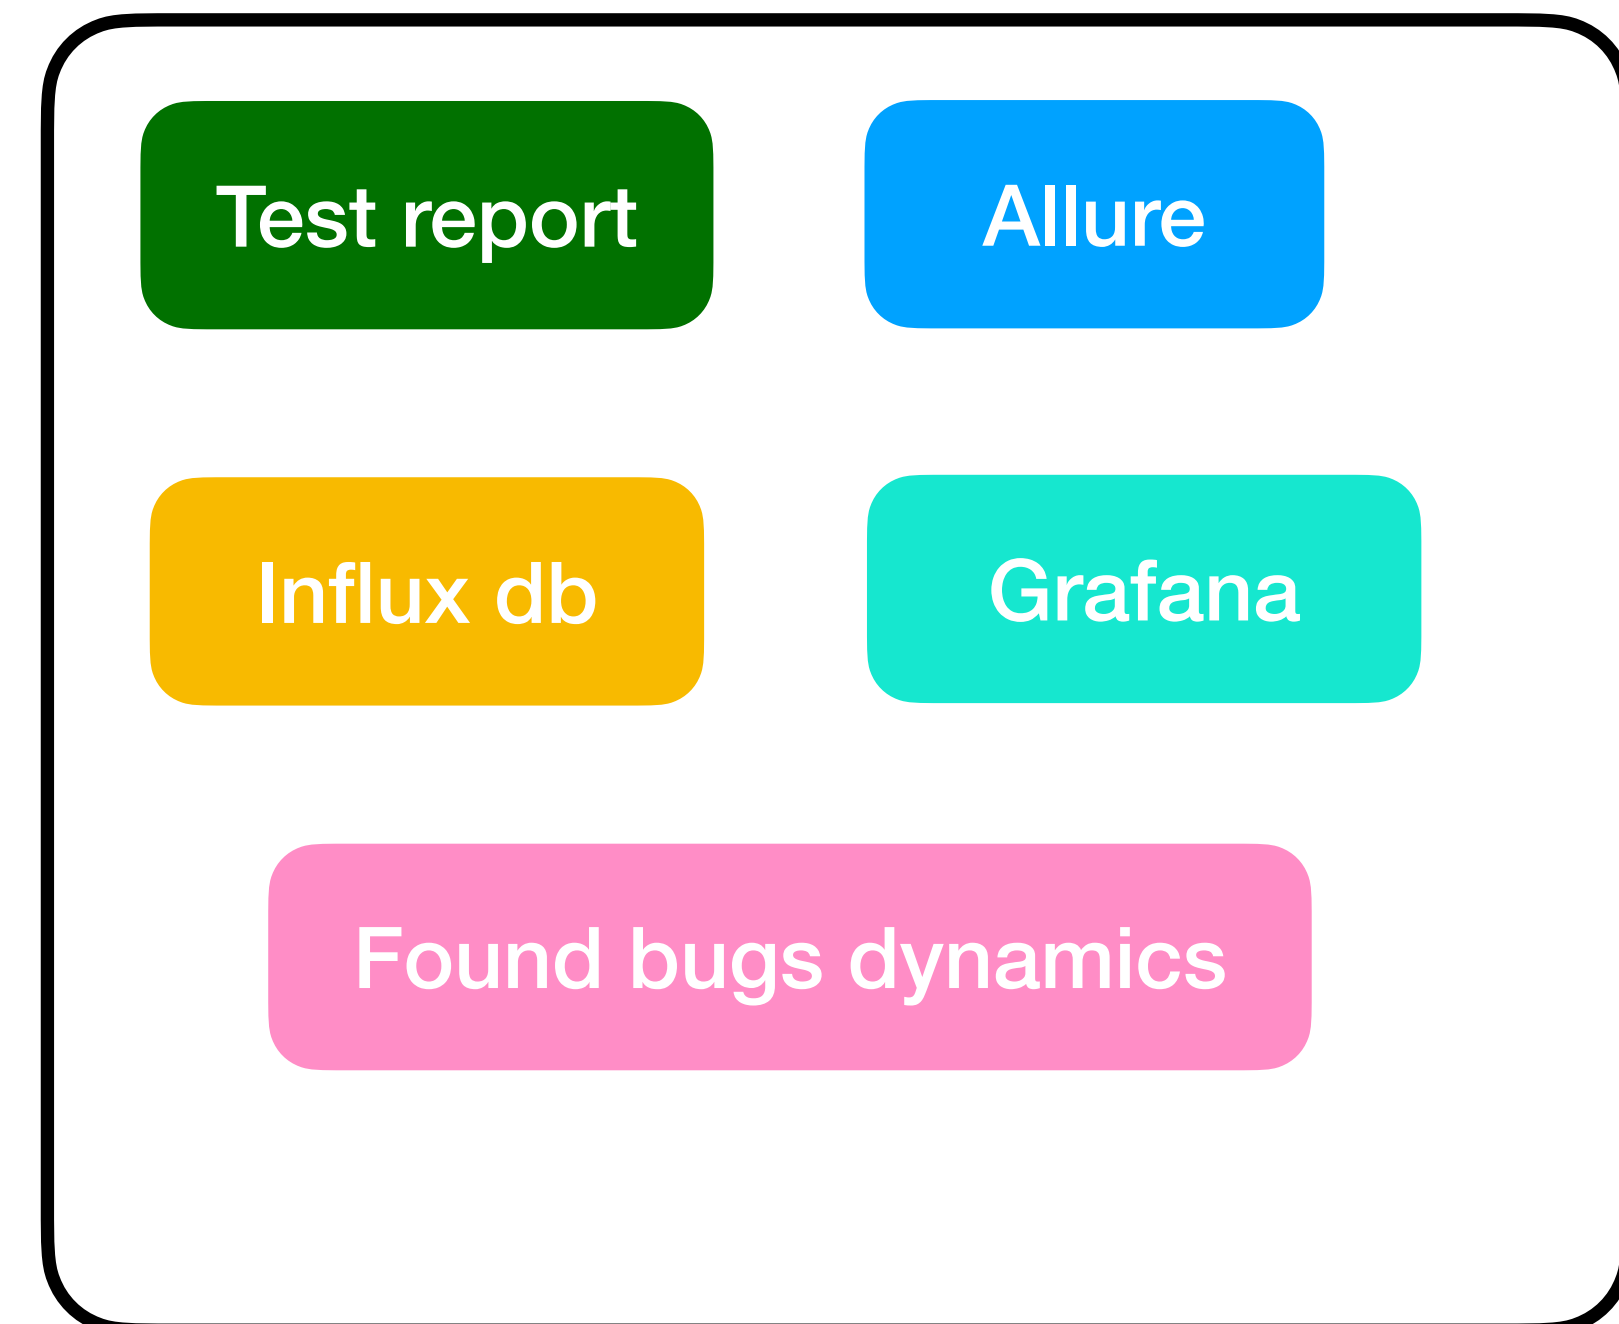 Test report
Allure
Influx db
Grafana
Found bugs dynamics